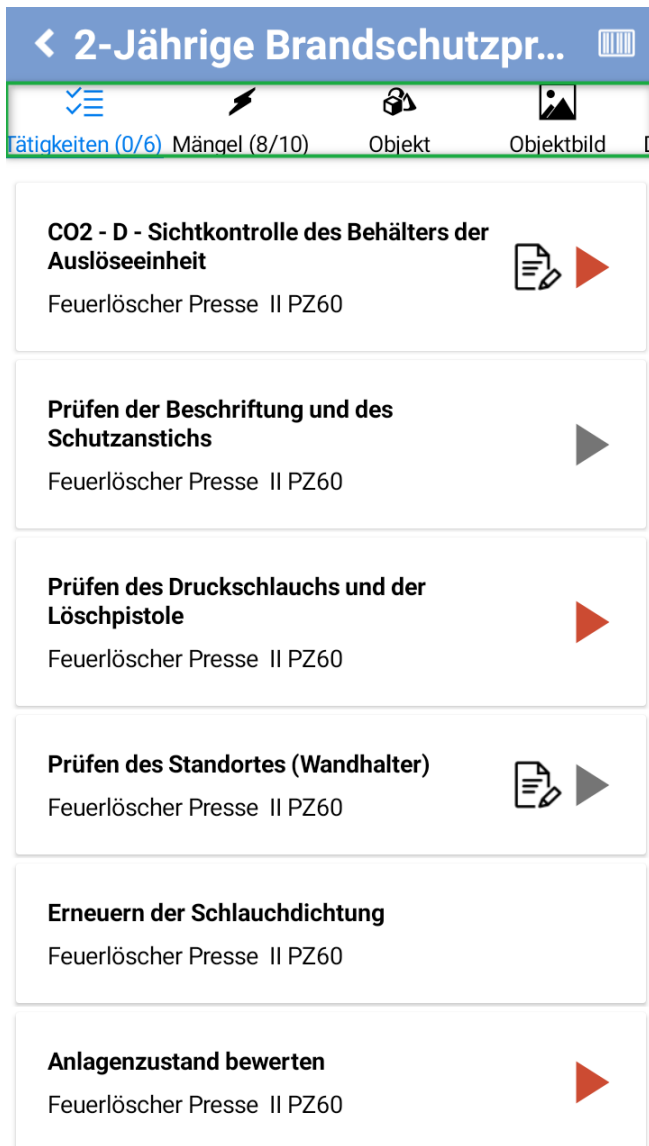 2-Jährige Brandschutzpr...
Tätigkeiten (0/6) Mängel (8/10) Objekt Objektbild
CO2 - D - Sichtkontrolle des Behälters der
Auslöseeinheit
Feuerlöscher Presse II PZ60
Prüfen der Beschriftung und des
Schutzanstichs
Feuerlöscher Presse II PZ60
Prüfen des Druckschlauchs und der
Löschpistole
Feuerlöscher Presse II PZ60
Prüfen des Standortes (Wandhalter)
Feuerlöscher Presse II PZ60
Erneuern der Schlauchdichtung
Feuerlöscher Presse II PZ60
Anlagenzustand bewerten
Feuerlöscher Presse II PZ60